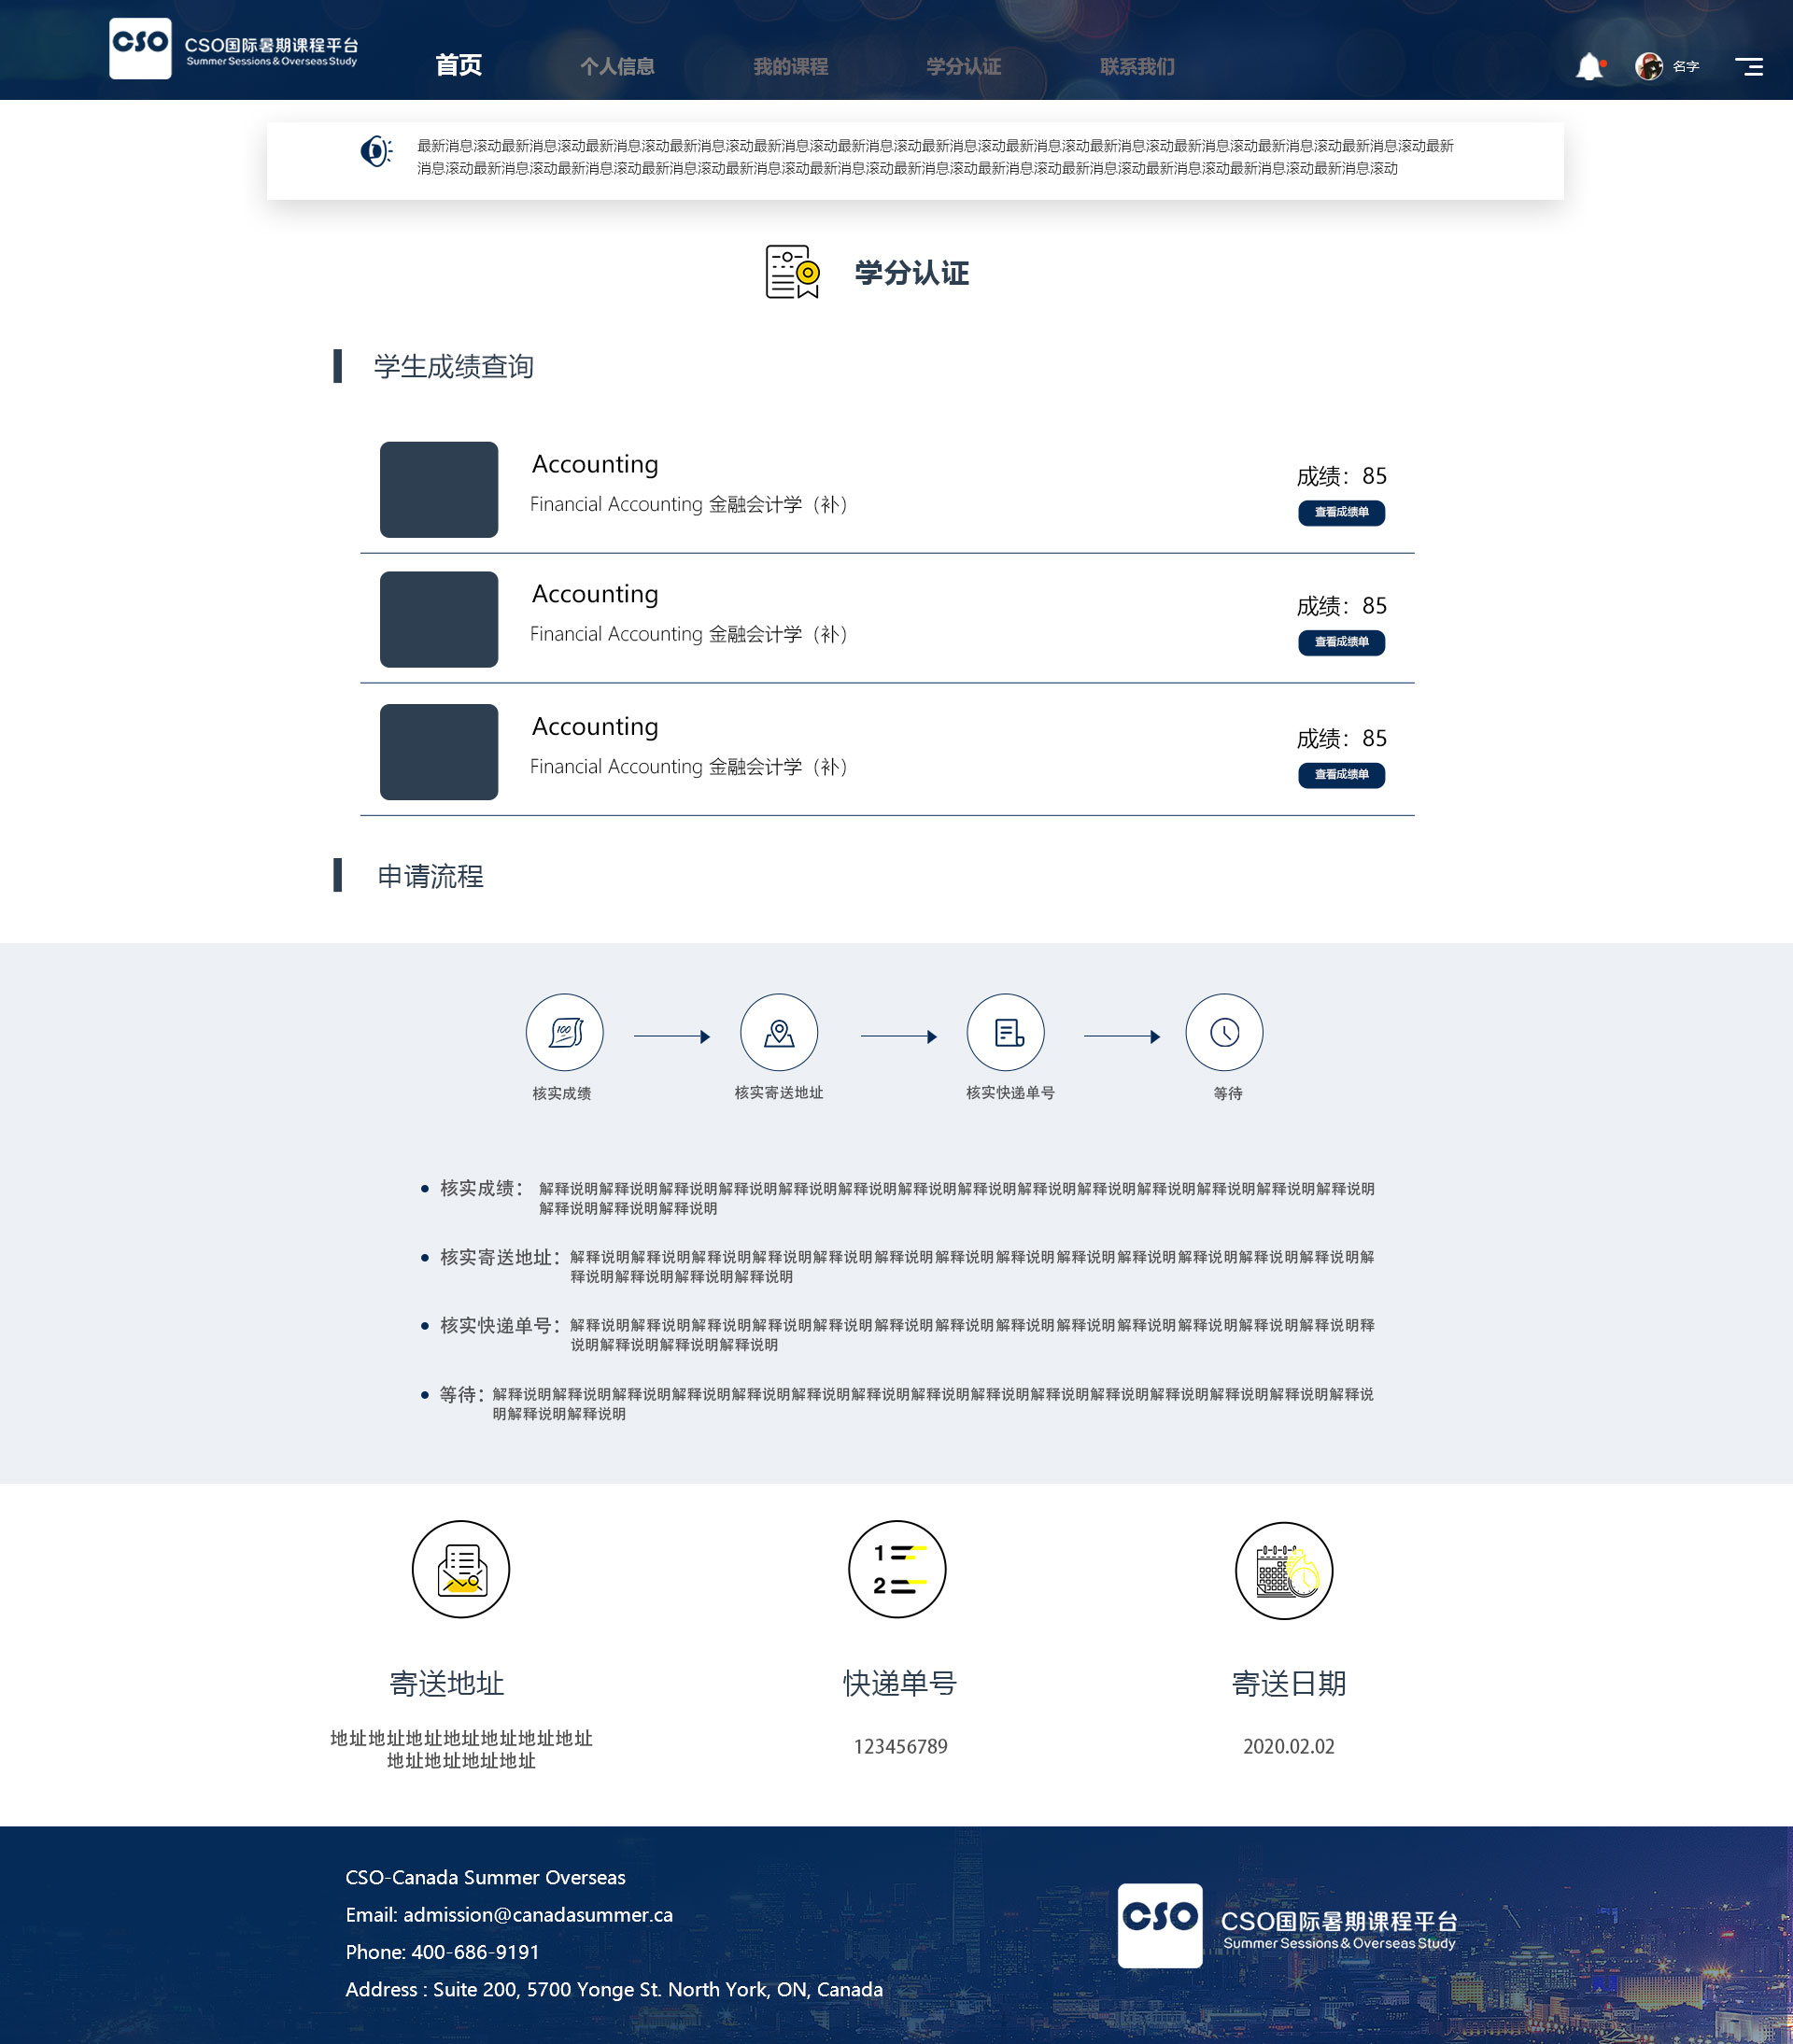 CSO
CSO国际暑期课程平台
Summer Sessions & Overseas Study
首页 个人信息 我的课程 学分认证 联系我们
名字
最新消息滚动最新消息滚动最新消息滚动最新消息滚动最新消息滚动最新消息滚动最新消息滚动最新消息滚动最新消息滚动最新消息滚动最新消息滚动最新消息滚动最新
消息滚动最新消息滚动最新消息滚动最新消息滚动最新消息滚动最新消息滚动最新消息滚动最新消息滚动最新消息滚动最新消息滚动最新消息滚动最新消息滚动
学分认证
学生成绩查询
Accounting
Financial Accounting 金融会计学（补）
成绩：85
查看成绩单
Accounting
Financial Accounting 金融会计学（补）
成绩：85
查看成绩单
Accounting
Financial Accounting 金融会计学（补）
成绩：85
查看成绩单
申请流程
100
核实成绩 核实寄送地址 核实快递单号 等待
核实成绩： 解释说明解释说明解释说明解释说明解释说明解释说明解释说明解释说明解释说明解释说明解释说明解释说明解释说明解释说明
解释说明解释说明解释说明
核实寄送地址：解释说明解释说明解释说明解释说明解释说明解释说明解释说明解释说明解释说明解释说明解释说明解释说明解释说明解
释说明解释说明解释说明解释说明
核实快递单号：解释说明解释说明解释说明解释说明解释说明解释说明解释说明解释说明解释说明解释说明解释说明解释说明解释说明释
说明解释说明解释说明解释说明
等待：解释说明解释说明解释说明解释说明解释说明解释说明解释说明解释说明解释说明解释说明解释说明解释说明解释说明解释说明解释说
明解释说明解释说明
1
2
寄送地址 快递单号 寄送日期
地址地址地址地址地址地址地址
地址地址地址地址
123456789
2020.02.02
CSO-Canada Summer Overseas
Email: admission@canadasummer.ca
Phone: 400-686-9191
Address : Suite 200, 5700 Yonge St. North York, ON, Canada
CSO
CSO国际暑期课程平台
Summer Sessions & Overseas Study